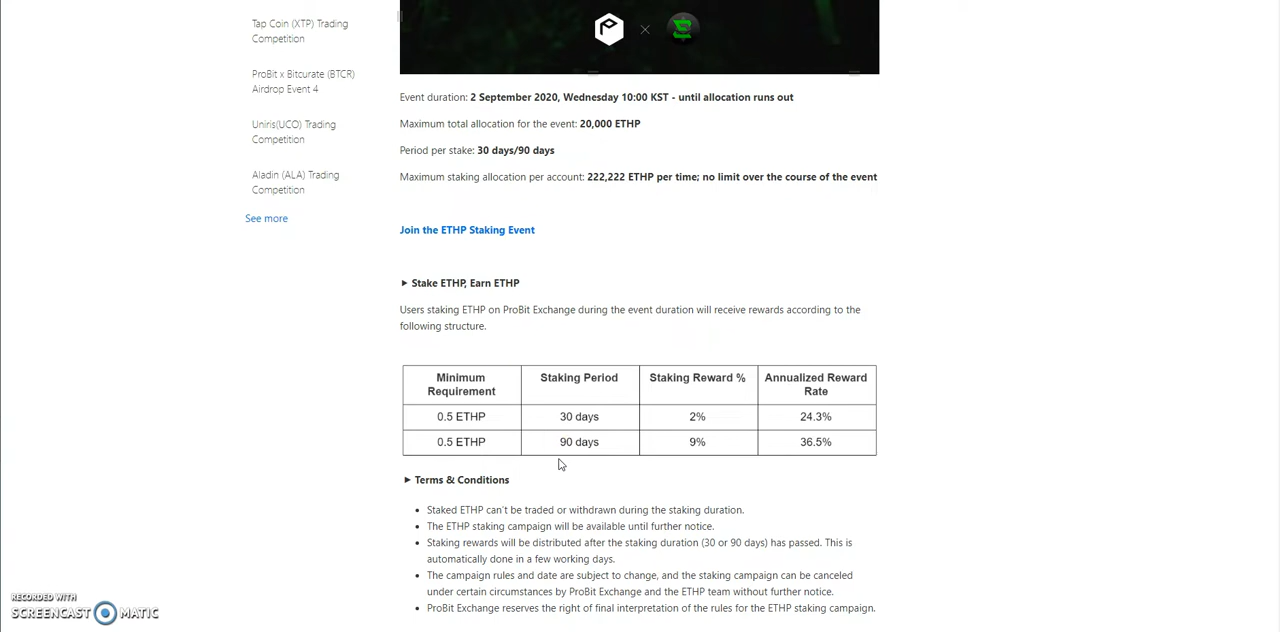 Tap Coin (XTP) Trading
Competition
ProBit x Bitcurate (BTCR)
Airdrop Event 4
Uniris(UCO) Trading
Competition
Aladin (ALA) Trading
Competition
See more
Event duration: 2 September 2020, Wednesday 10:00 KST - until allocation runs out
Maximum total allocation for the event: 20,000 ETHP
Period per stake: 30 days/90 days
Maximum staking allocation per account: 222,222 ETHP per time; no limit over the course of the event
Join the ETHP Staking Event
► Stake ETHP, Earn ETHP
Users staking ETHP on ProBit Exchange during the event duration will receive rewards according to the
following structure.
Minimum Requirement Staking Period Staking Reward % Annualized Reward Rate
0.5 ETHP 30 days 2% 24.3%
0.5 ETHP 90 days 9% 36.5%
► Terms & Conditions
• Staked ETHP can't be traded or withdrawn during the staking duration.
• The ETHP staking campaign will be available until further notice.
• Staking rewards will be distributed after the staking duration (30 or 90 days) has passed. This is
automatically done in a few working days.
• The campaign rules and date are subject to change, and the staking campaign can be canceled
under certain circumstances by ProBit Exchange and the ETHP team without further notice.
• ProBit Exchange reserves the right of final interpretation of the rules for the ETHP staking campaign.
RECORDED WITH
SCREENCAST MATIC